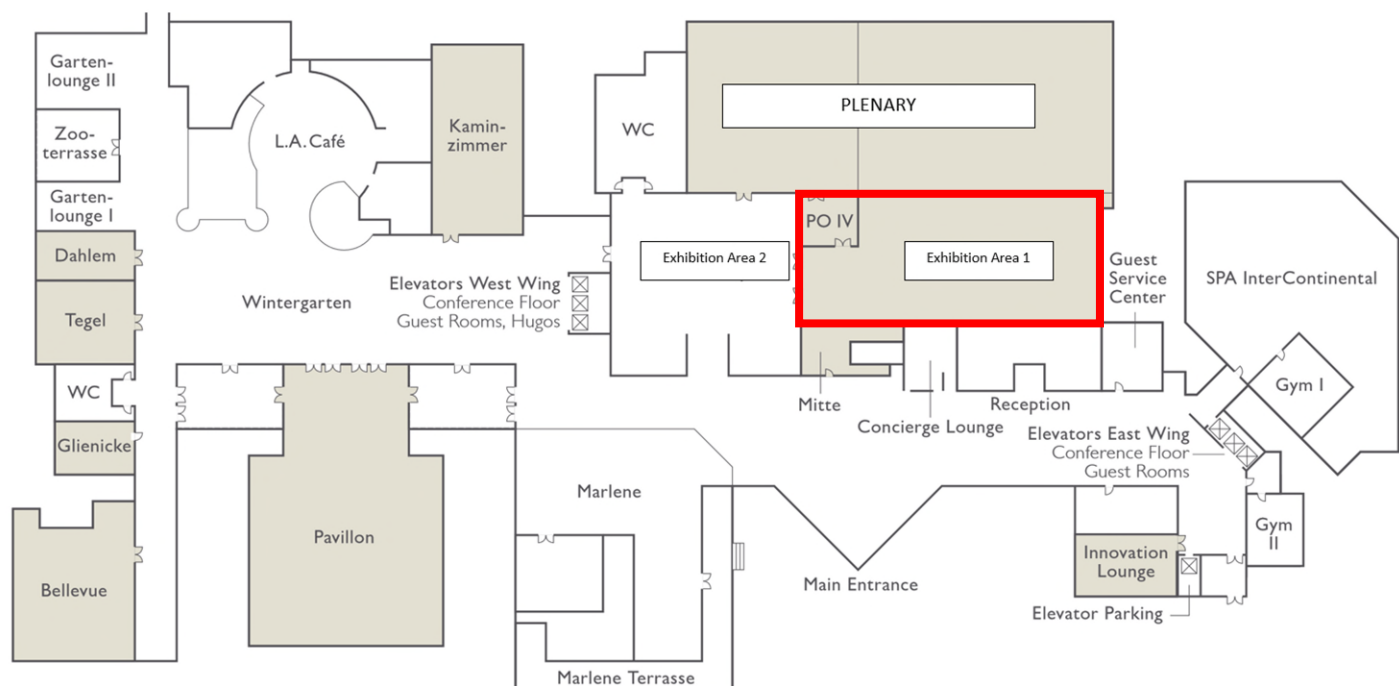 Garten-
lounge II
Zoo-
terrasse
Garten-
lounge I
Dahlem
Tegel
WC
Glienicke
Bellevue
L.A. Café
Kamin-
zimmer
Wintergarten
Elevators West Wing
Conference Floor
Guest Rooms, Hugos
Pavillon
WC
PLENARY
PO IV
Exhibition Area 2
Exhibition Area 1
Guest
Service
Center
SPA InterContinental
Gym I
Mitte
Concierge Lounge
Reception
Elevators East Wing
Conference Floor
Guest Rooms
Marlene
Main Entrance
Innovation
Lounge
Gym
II
Elevator Parking
Marlene Terrasse